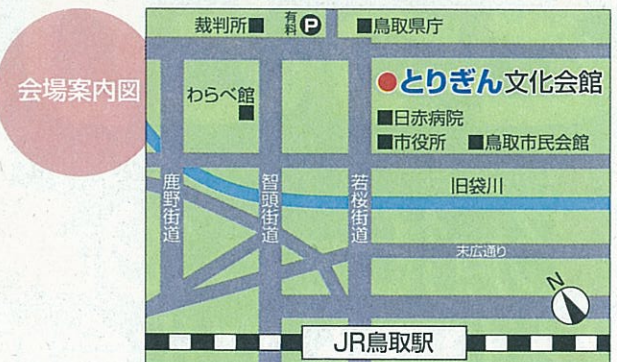 会場案内図
裁判所■
有料
P
■鳥取県庁
わらべ館
■
●とりぎん文化会館
■日赤病院
■市役所 ■鳥取市民会館
鹿野街道
智頭街道
若桜街道
旧袋川
末広通り
N
JR鳥取駅